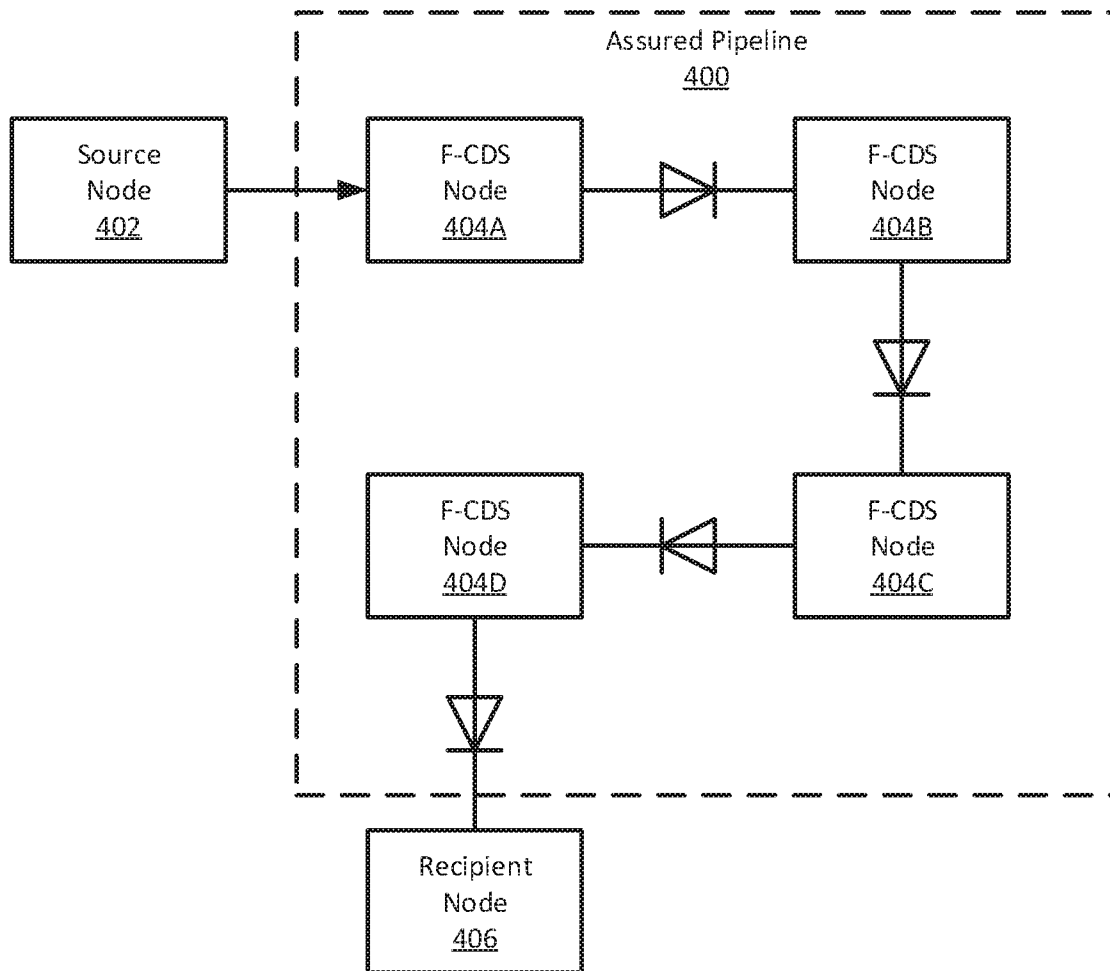 Assured Pipeline
400
Source
Node
402
F-CDS
Node
404A
F-CDS
Node
404B
F-CDS
Node
404D
F-CDS
Node
404C
Recipient
Node
406